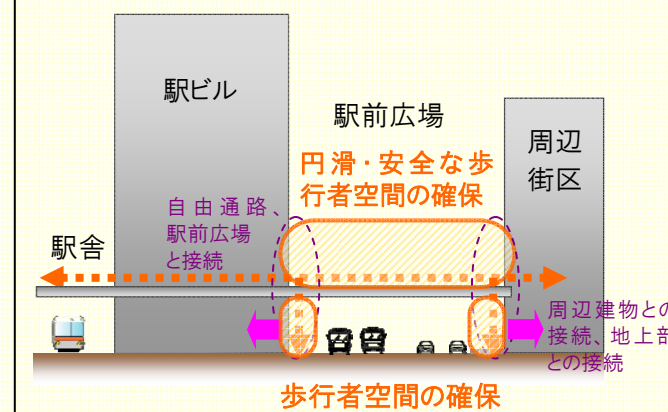 駅ビル
駅前広場
周辺
街区
円滑・安全な歩
行者空間の確保
自由通路、
駅前広場
と接続
駅舎
周辺建物との
接続、地上部
との接続
歩行者空間の確保